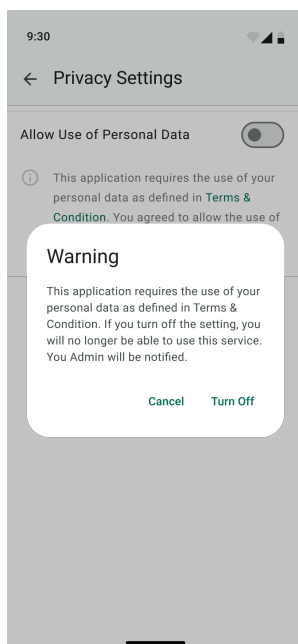 9:30
Privacy Settings
Allow Use of Personal Data
This application requires the use of your
personal data as defined in Terms &
Condition. You agreed to allow the use of
Warning
This application requires the use of your
personal data as defined in Terms &
Condition. If you turn off the setting, you
will no longer be able to use this service.
You Admin will be notified.
Cancel Turn Off